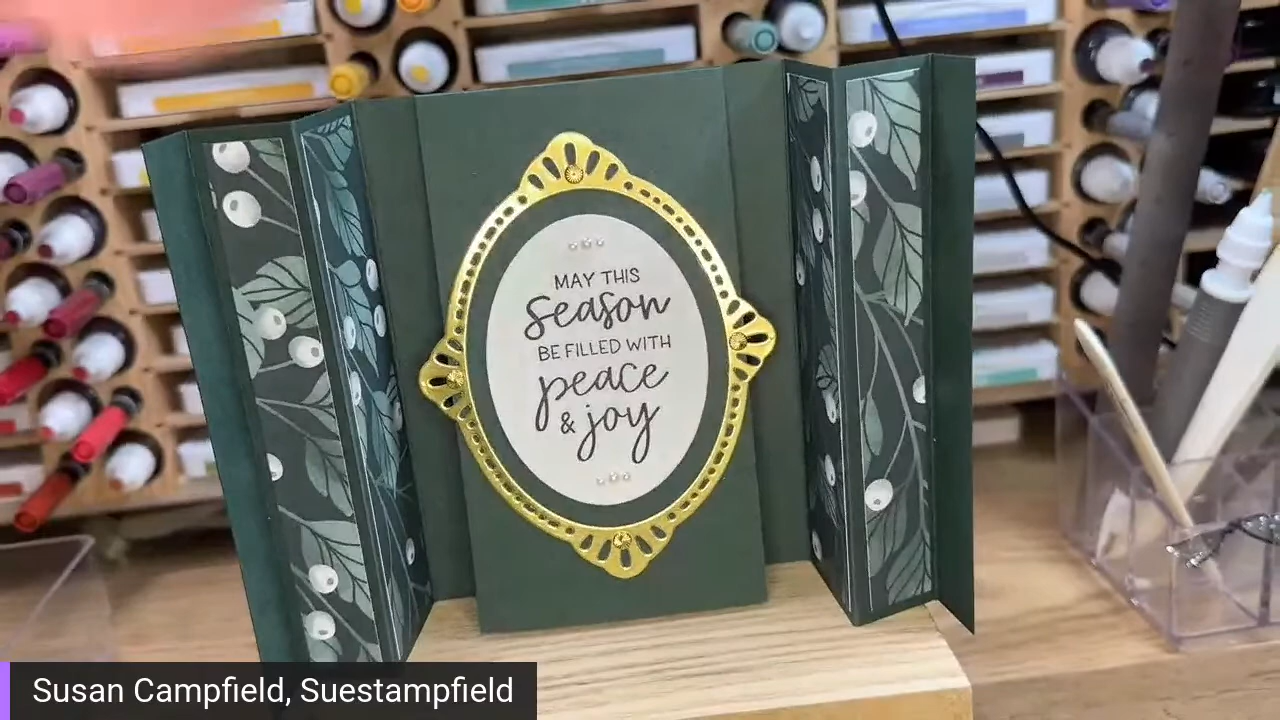 MAY THIS
season
BE FILLED WITH
peace
& joy
Susan Campfield, Suestampfield